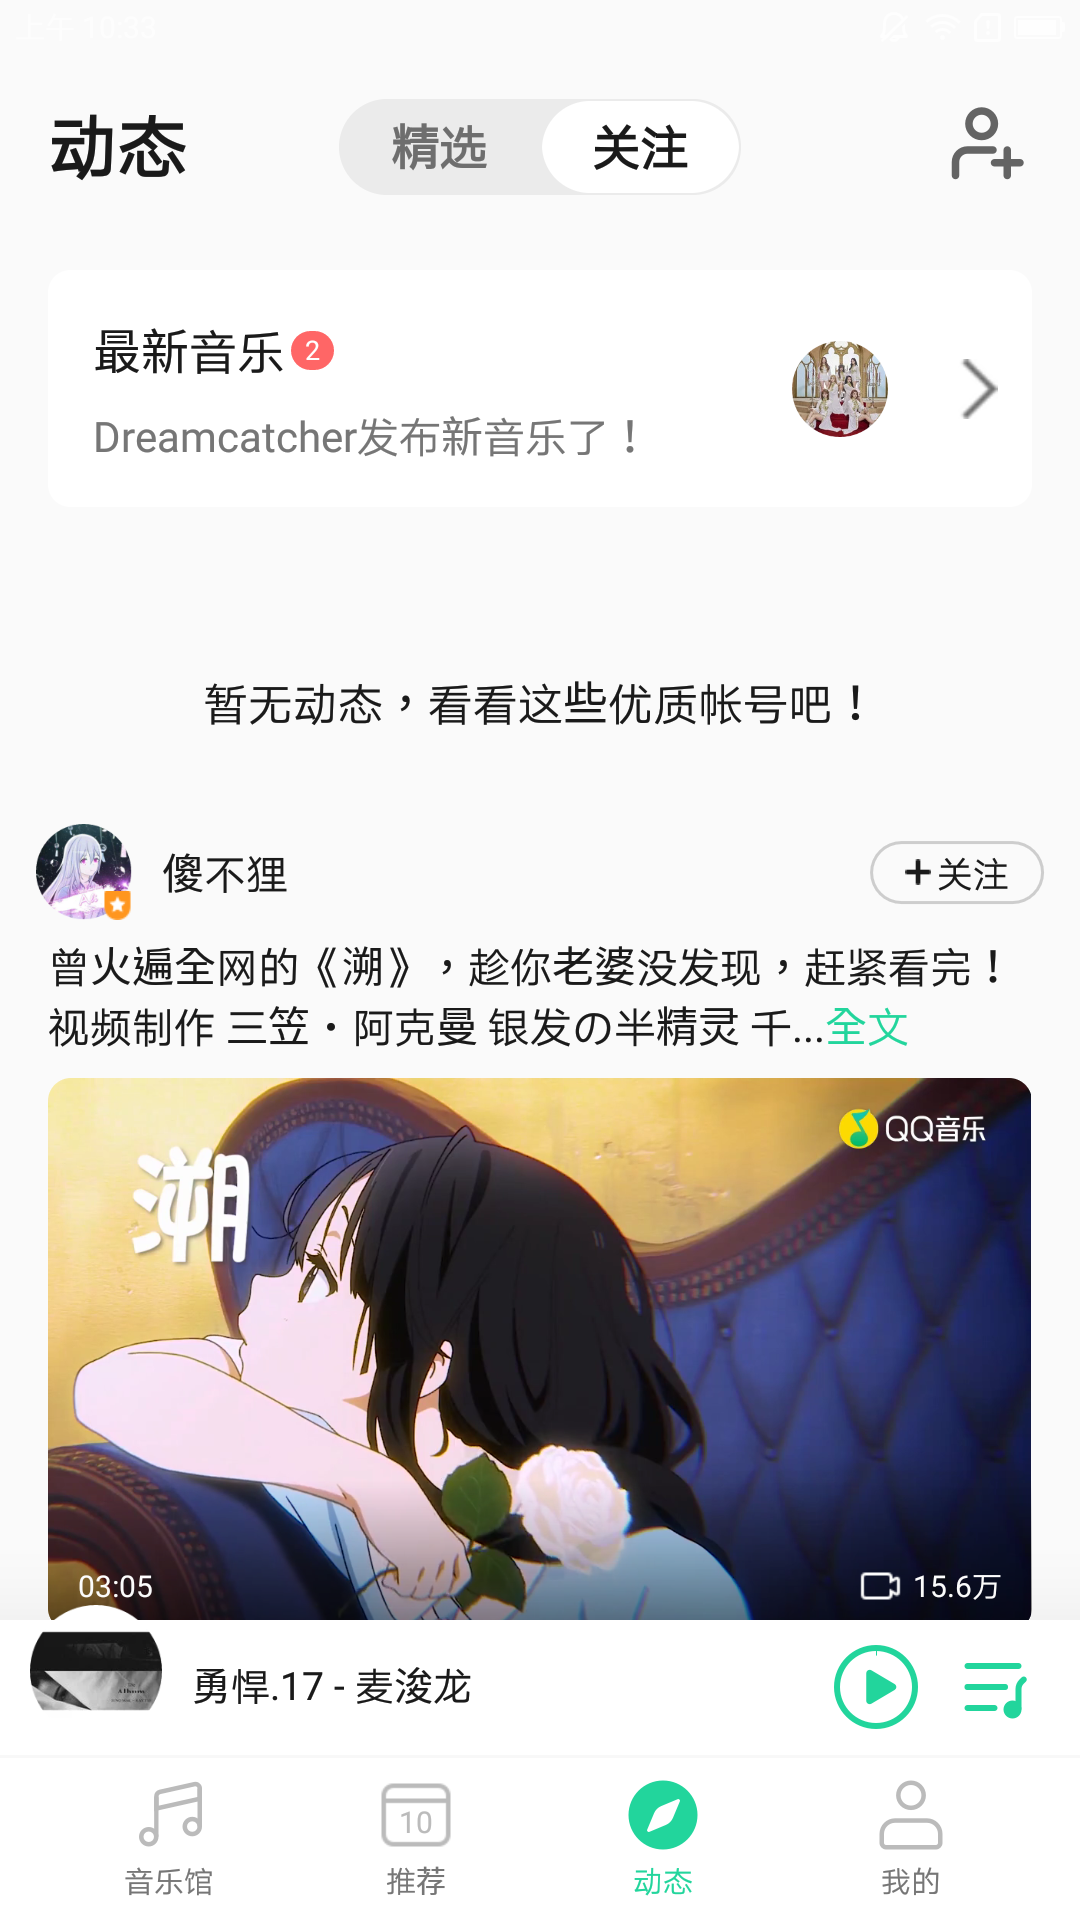 上午 10:33
动态
精选
关注
最新音乐 2
Dreamcatcher发布新音乐了！
暂无动态，看看这些优质帐号吧！
傻不狸
+关注
曾火遍全网的《溯》，趁你老婆没发现，赶紧看完！
视频制作 三笠·阿克曼 银发の半精灵 千...全文
溯
QQ音乐
03:05
15.6万
勇悍.17 - 麦浚龙
10
音乐馆
推荐
动态
我的